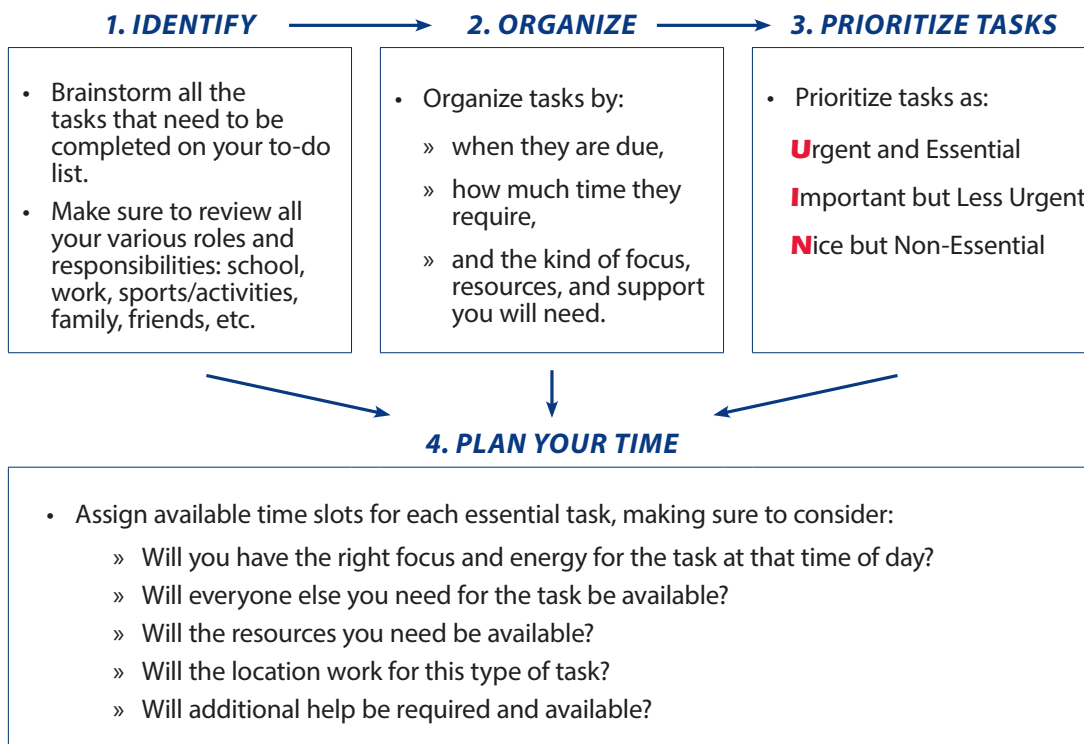 1. IDENTIFY
2. ORGANIZE
3. PRIORITIZE TASKS
• Brainstorm all the
tasks that need to be
completed on your to-do
list.
• Make sure to review all
your various roles and
responsibilities: school,
work, sports/activities,
family, friends, etc.
• Organize tasks by:
» when they are due,
» how much time they
require,
» and the kind of focus,
resources, and support
you will need.
• Prioritize tasks as:
Urgent and Essential
Important but Less Urgent
Nice but Non-Essential
4. PLAN YOUR TIME
• Assign available time slots for each essential task, making sure to consider:
» Will you have the right focus and energy for the task at that time of day?
» Will everyone else you need for the task be available?
» Will the resources you need be available?
» Will the location work for this type of task?
» Will additional help be required and available?